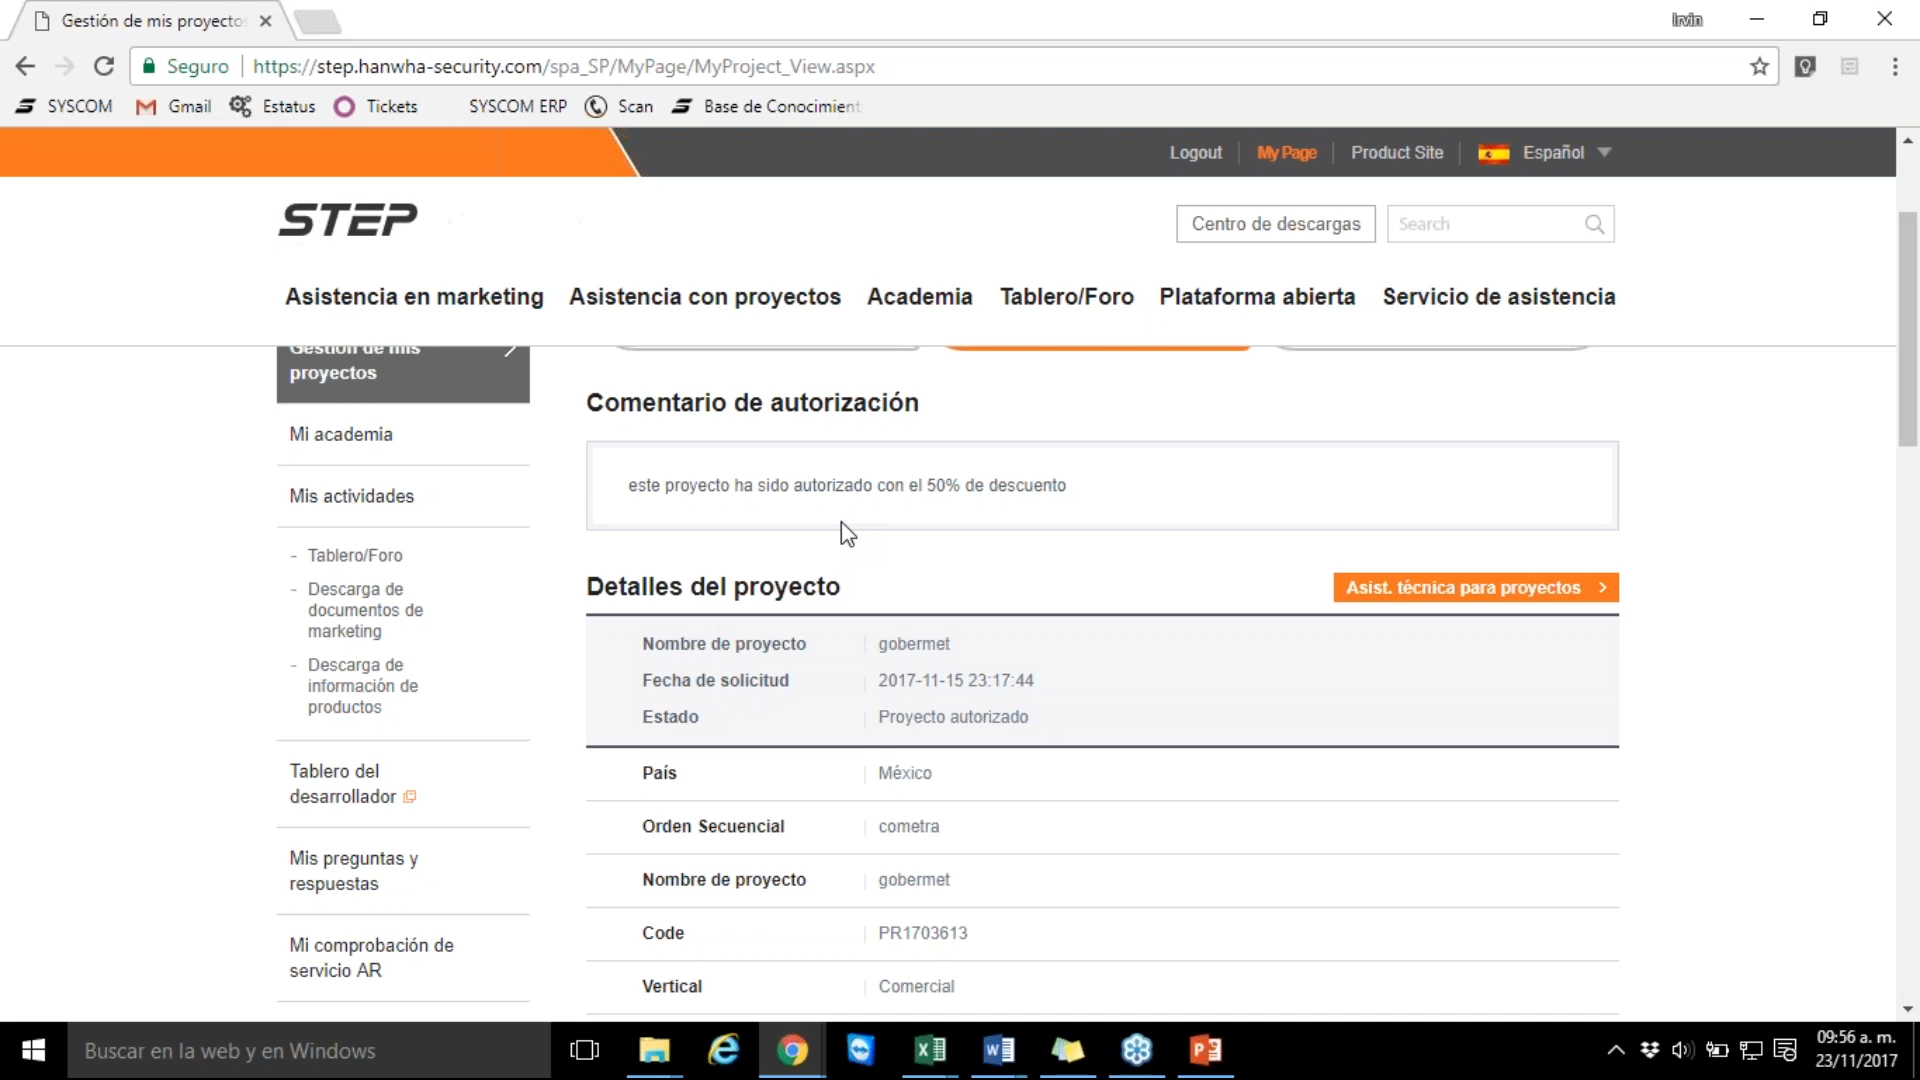 Gestión de mis proyectos
Irvin
Seguro
https://step.hanwha-security.com/spa_SP/MyPage/MyProject_View.aspx
SYSCOM
Gmail
Estatus
Tickets
SYSCOM ERP
Scan
Base de Conocimient
Logout
My Page
Product Site
Español
STEP
Centro de descargas
Search
Asistencia en marketing
Asistencia con proyectos
Academia
Tablero/Foro
Plataforma abierta
Servicio de asistencia
Gestión de mis
proyectos
Mi academia
Mis actividades
- Tablero/Foro
- Descarga de
documentos de
marketing
- Descarga de
información de
productos
Tablero del
desarrollador
Mis preguntas y
respuestas
Mi comprobación de
servicio AR
Comentario de autorización
este proyecto ha sido autorizado con el 50% de descuento
Detalles del proyecto
Asist. técnica para proyectos
Nombre de proyecto gobermet
Fecha de solicitud 2017-11-15 23:17:44
Estado Proyecto autorizado
País México
Orden Secuencial cometra
Nombre de proyecto gobermet
Code PR1703613
Vertical Comercial
Buscar en la web y en Windows
09:56 a. m.
23/11/2017